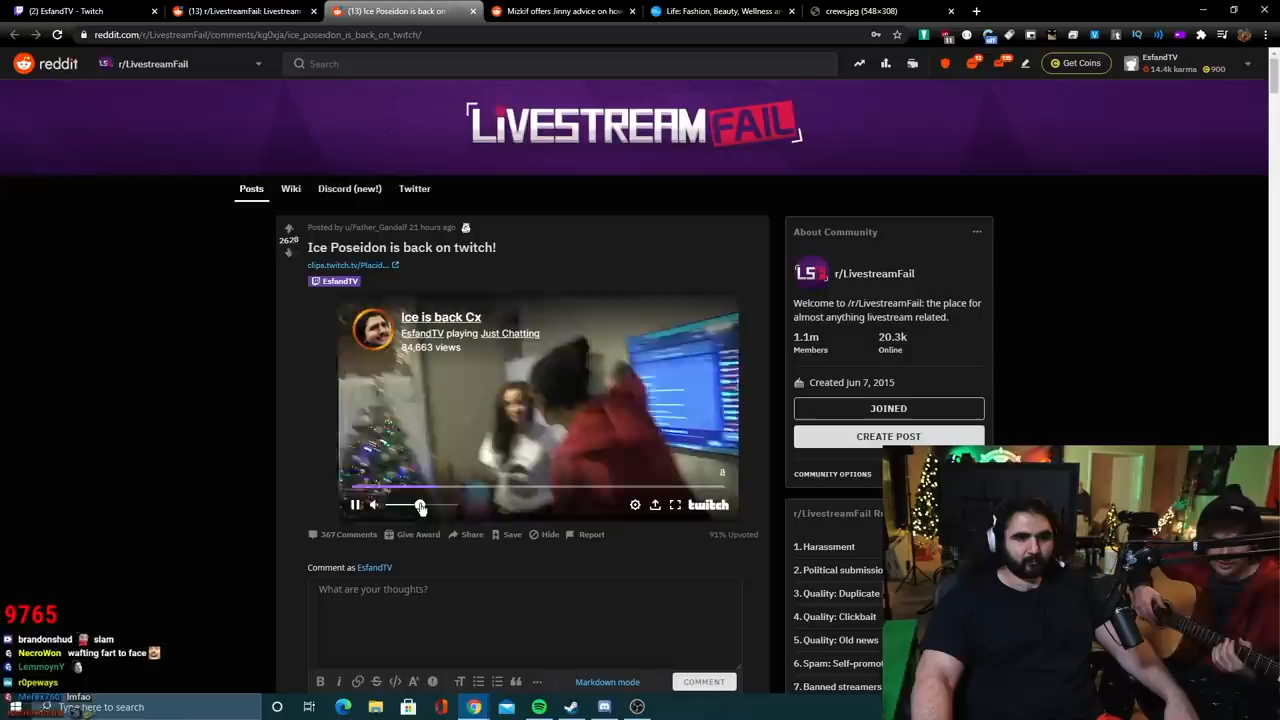 (13) EsfandTV - Twitch
(13) r/LivestreamFail: Livestream
(13) Ice Poseidon is back on
Mizkif offers Jinny advice on how
Life: Fashion, Beauty, Wellness a
crews.jpg (548×383)
reddit.com/r/LivestreamFail/comments/kg0xja/ice_poseidon_is_back_on_twitch/
reddit
r/LivestreamFail
Search
Get Coins
EsfandTV
14.4k karma 900
LIVESTREAM FAIL
Posts Wiki Discord (new!) Twitter
Posted by u/Father_Gandalf 21 hours ago
2628
Ice Poseidon is back on twitch!
clips.twitch.tv/Placid...
EsfandTV
Ice is back Cx
EsfandTV playing Just Chatting
84,663 views
a
twitch
367 Comments Give Award Share Save Hide Report 91% Upvoted
Comment as EsfandTV
What are your thoughts?
Markdown mode
COMMENT
About Community
r/LivestreamFail
Welcome to /r/LivestreamFail: the place for
almost anything livestream related.
1.1m 20.3k
Members Online
Created Jun 7, 2015
JOINED
CREATE POST
COMMUNITY OPTIONS
r/LivestreamFail Ru
1. Harassment
2. Political submissio
3. Quality: Duplicate
4. Quality: Clickbait
5. Quality: Old news
6. Spam: Self-promot
7. Banned streamers
9765
brandonshud slam
NecroWon wafting fart to face
LemmoynY
r0peways
Merex760 lmfao
Type here to search